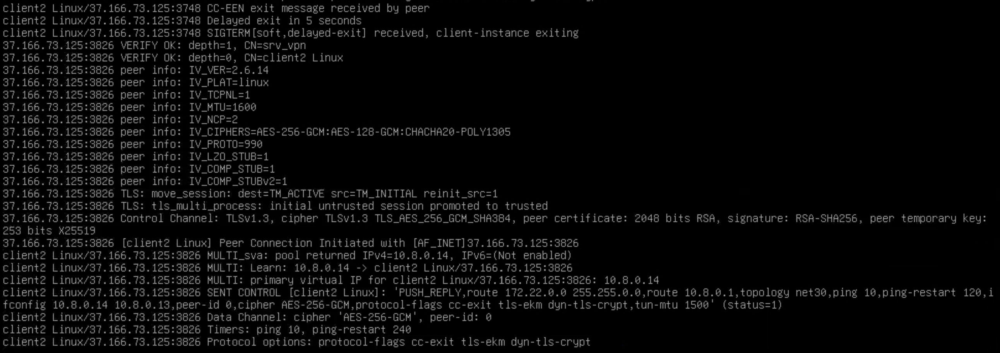 client2 Linux/37.166.73.125:3748 CC-EEN exit message received by peer
client2 Linux/37.166.73.125:3748 Delayed exit in 5 seconds
client2 Linux/37.166.73.125:3748 SIGTERM[soft,delayed-exit] received, client-instance exiting
37.166.73.125:3826 VERIFY OK: depth=1, CN=srv_vpn
37.166.73.125:3826 VERIFY OK: depth=0, CN=client2 Linux
37.166.73.125:3826 peer info: IV_VER=2.6.14
37.166.73.125:3826 peer info: IV_PLAT=linux
37.166.73.125:3826 peer info: IV_TCPNL=1
37.166.73.125:3826 peer info: IV_MTU=1600
37.166.73.125:3826 peer info: IV_NCP=2
37.166.73.125:3826 peer info: IV_CIPHERS=AES-256-GCM:AES-128-GCM:CHACHA20-POLY1305
37.166.73.125:3826 peer info: IV_PROTO=990
37.166.73.125:3826 peer info: IV_LZO_STUB=1
37.166.73.125:3826 peer info: IV_COMP_STUB=1
37.166.73.125:3826 peer info: IV_COMP_STUBv2=1
37.166.73.125:3826 TLS: move_session: dest=TM_ACTIVE src=TM_INITIAL reinit_src=1
37.166.73.125:3826 TLS: tls_multi_process: initial untrusted session promoted to trusted
37.166.73.125:3826 Control Channel: TLSv1.3, cipher TLSv1.3 TLS_AES_256_GCM_SHA384, peer certificate: 2048 bits RSA, signature: RSA-SHA256, peer temporary key:
253 bits X25519
37.166.73.125:3826 [client2 Linux] Peer Connection Initiated with [AF_INET]37.166.73.125:3826
client2 Linux/37.166.73.125:3826 MULTI_sva: pool returned IPv4=10.8.0.14, IPv6=(Not enabled)
client2 Linux/37.166.73.125:3826 MULTI: Learn: 10.8.0.14 -> client2 Linux/37.166.73.125:3826
client2 Linux/37.166.73.125:3826 MULTI: primary virtual IP for client2 Linux/37.166.73.125:3826: 10.8.0.14
client2 Linux/37.166.73.125:3826 SENT CONTROL [client2 Linux]: 'PUSH_REPLY,route 172.22.0.0 255.255.0.0,route 10.8.0.1,topology net30,ping 10,ping-restart 120,i
fconfig 10.8.0.14 10.8.0.13,peer-id 0,cipher AES-256-GCM,protocol-flags cc-exit tls-ekm dyn-tls-crypt,tun-mtu 1500' (status=1)
client2 Linux/37.166.73.125:3826 Data Channel: cipher 'AES-256-GCM', peer-id: 0
client2 Linux/37.166.73.125:3826 Timers: ping 10, ping-restart 240
client2 Linux/37.166.73.125:3826 Protocol options: protocol-flags cc-exit tls-ekm dyn-tls-crypt